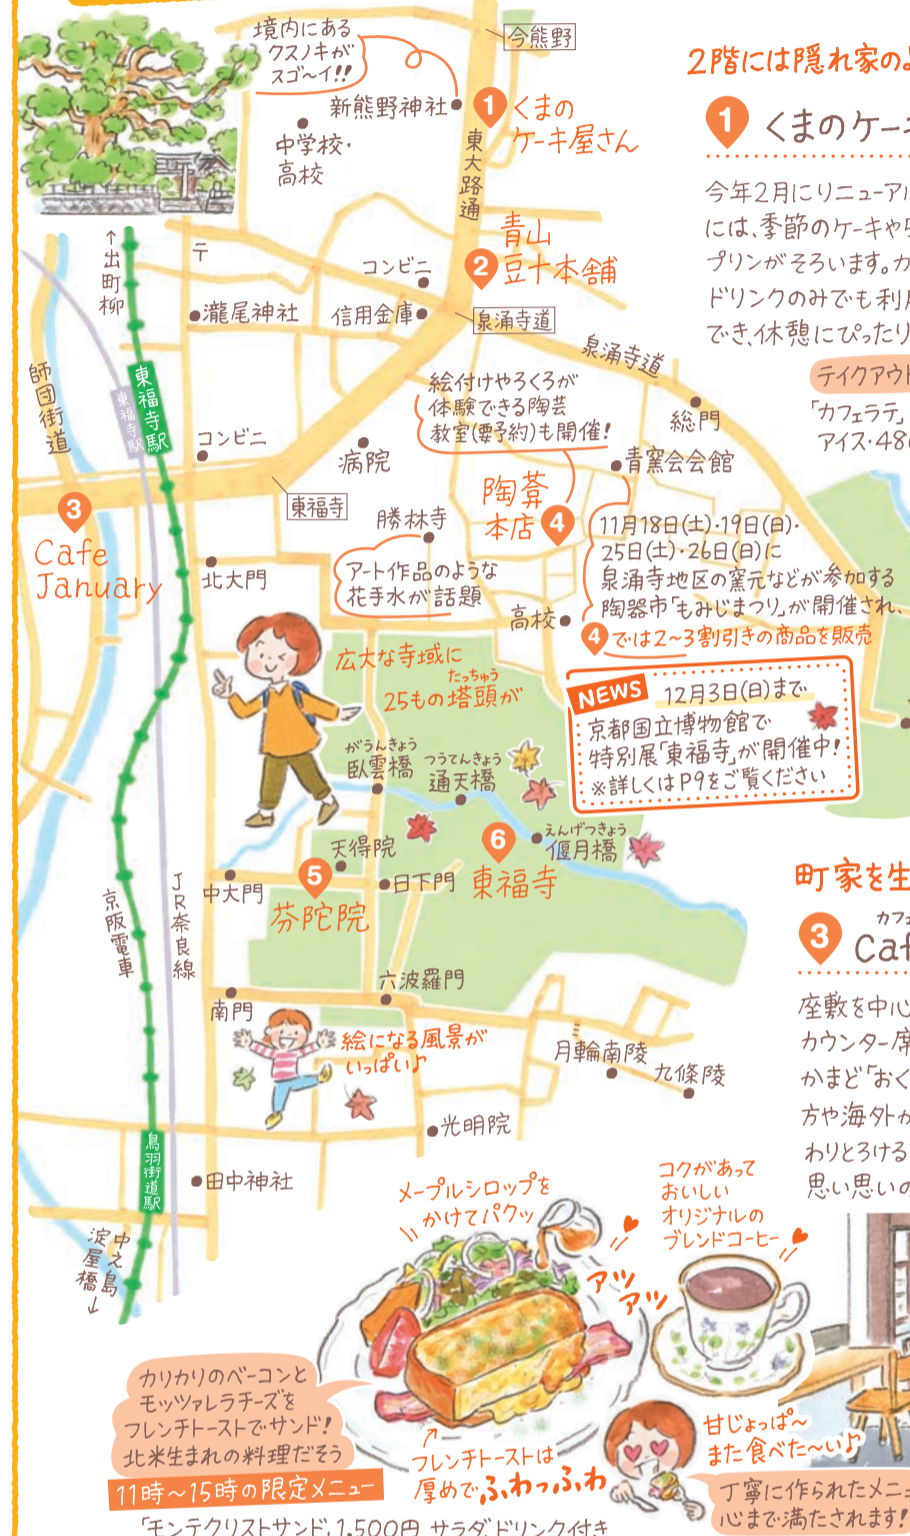 境内にある
クスノキが
スゴ〜イ!!
今熊野
新熊野神社
1 くまの
ケーキ屋さん
中学校・
高校
東大路通
青山
2 豆十本舗
コンビニ
信用金庫
泉涌寺道
泉涌寺道
〒
↑出町柳
瀧尾神社
師団街道
東福寺駅
東福寺駅
コンビニ
病院
東福寺
絵付けやろくろが
体験できる陶芸
教室(要予約)も開催!
総門
青窯会会館
陶葊
本店 4
勝林寺
アート作品のような
花手水が話題
11月18日(土)・19日(日)・
25日(土)・26日(日)に
泉涌寺地区の窯元などが参加する
陶器市「もみじまつり」が開催され、
4 では2〜3割引きの商品を販売
3
Cafe
January
北大門
高校
広大な寺域に
たっちゅう
25もの塔頭が
NEWS 12月3日(日)まで
京都国立博物館で
特別展「東福寺」が開催中!
※詳しくはP9をご覧ください
がうんきょう
臥雲橋
つうてんきょう
通天橋
えんげつきょう
偃月橋
天得院
6
東福寺
5
芬陀院
中大門
日下門
京阪電車
JR奈良線
六波羅門
南門
絵になる風景が
いっぱい♪
月輪南陵
九條陵
光明院
鳥羽街道駅
田中神社
中之島
淀屋橋↓
メープルシロップを
かけてパクッ
コクがあって
おいしい
オリジナルの
ブレンドコーヒー
アツ
アツ
カリカリのベーコンと
モッツァレラチーズを
フレンチトーストでサンド!
北米生まれの料理だそう
11時〜15時の限定メニュー
「モンテクリストサンド」1,500円 サラダ、ドリンク付き
フレンチトーストは
厚めでふわっふわ
甘じょっぱ〜
また食べた〜い♪
丁寧に作られたメニュ
心まで満たされます!
2階には隠れ家の
1 くまのケー
今年2月にリニューア
には、季節のケーキや
プリンがそろいます。カ
ドリンクのみでも利
でき、休憩にぴったり
テイクアウト
「カフェラテ」
アイス・48
町家を生
カフェ
3 Caf
座敷を中心
カウンター席
かまど「おく
方や海外か
わりとろける
思い思いの